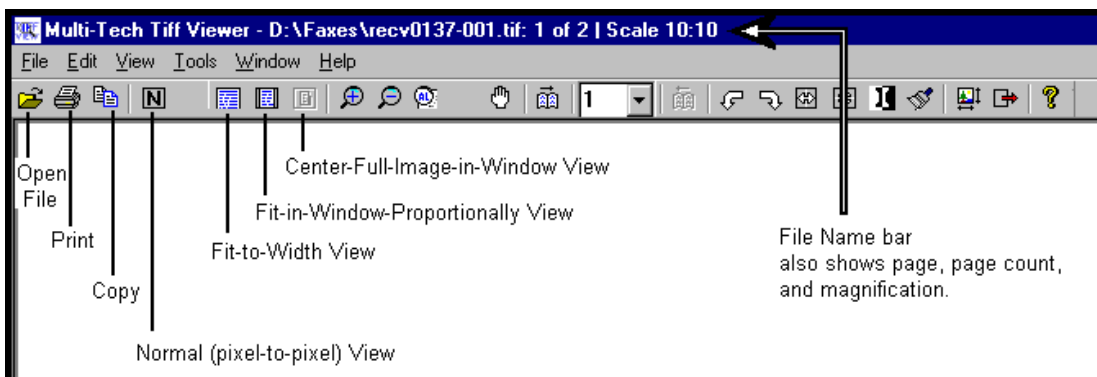 Multi-Tech Tiff Viewer - D:\Faxes\recv0137-001.tif: 1 of 2 | Scale 10:10
File Edit View Tools Window Help
N
1
Center-Full-Image-in-Window View
Open
File
Fit-in-Window-Proportionally View
Print
Fit-to-Width View
File Name bar
also shows page, page count,
and magnification.
Copy
Normal (pixel-to-pixel) View